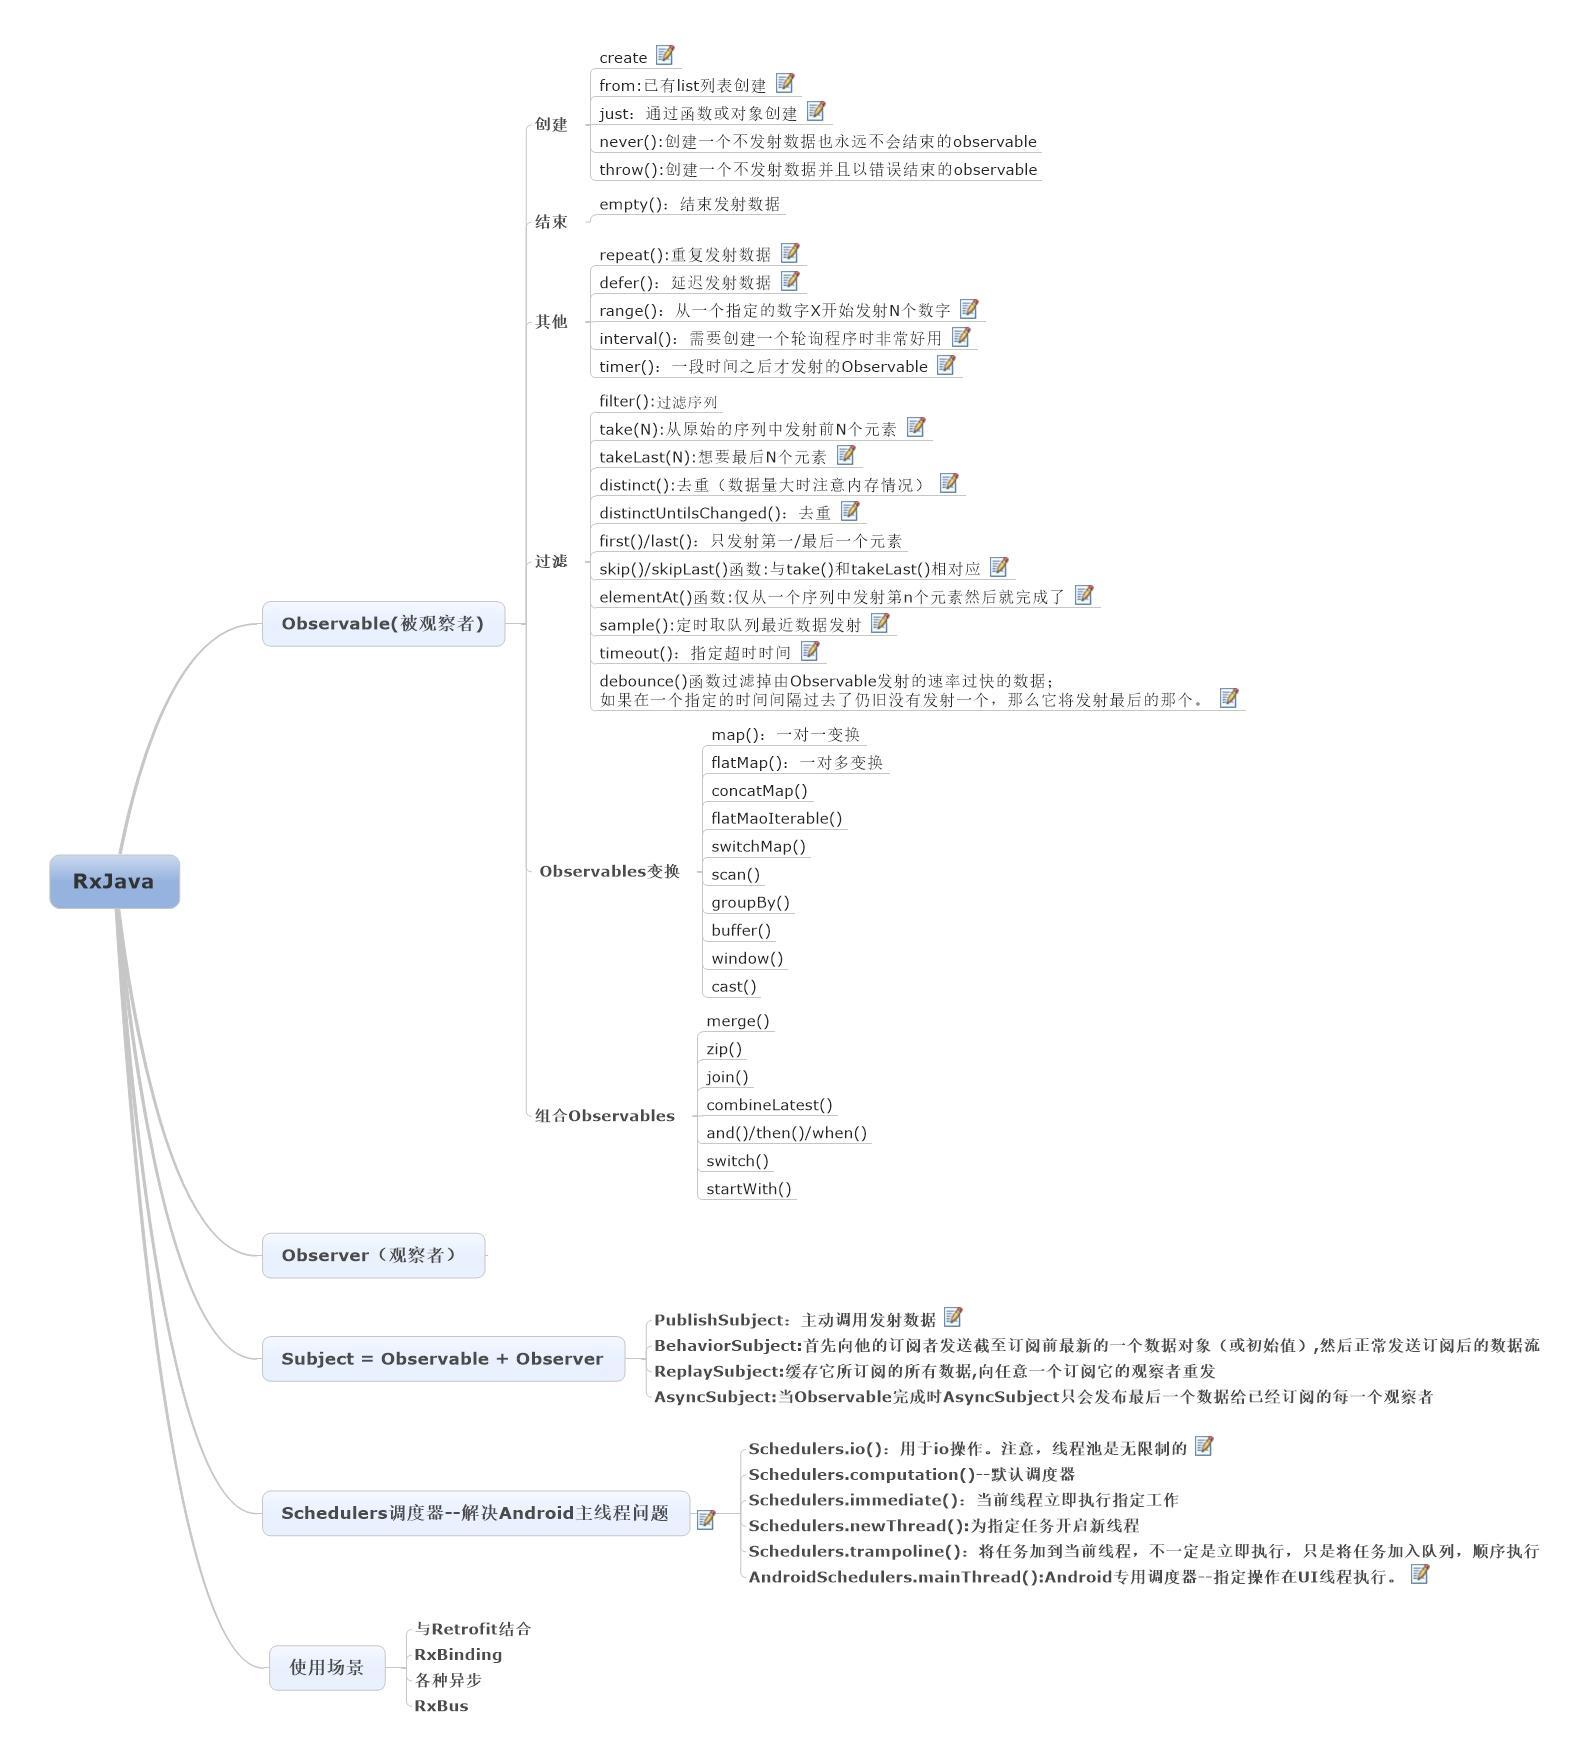 RxJava
Observable(被观察者)
创建
create
from:已有list列表创建
just：通过函数或对象创建
never():创建一个不发射数据也永远不会结束的observable
throw():创建一个不发射数据并且以错误结束的observable
结束
empty()：结束发射数据
其他
repeat():重复发射数据
defer()：延迟发射数据
range()：从一个指定的数字X开始发射N个数字
interval()：需要创建一个轮询程序时非常好用
timer()：一段时间之后才发射的Observable
过滤
filter():过滤序列
take(N):从原始的序列中发射前N个元素
takeLast(N):想要最后N个元素
distinct():去重（数据量大时注意内存情况）
distinctUntilsChanged()：去重
first()/last()：只发射第一/最后一个元素
skip()/skipLast()函数:与take()和takeLast()相对应
elementAt()函数:仅从一个序列中发射第n个元素然后就完成了
sample():定时取队列最近数据发射
timeout()：指定超时时间
debounce()函数过滤掉由Observable发射的速率过快的数据；
如果在一个指定的时间间隔过去了仍旧没有发射一个，那么它将发射最后的那个。
Observables变换
map()：一对一变换
flatMap()：一对多变换
concatMap()
flatMaoIterable()
switchMap()
scan()
groupBy()
buffer()
window()
cast()
组合Observables
merge()
zip()
join()
combineLatest()
and()/then()/when()
switch()
startWith()
Observer（观察者）
Subject = Observable + Observer
PublishSubject：主动调用发射数据
BehaviorSubject:首先向他的订阅者发送截至订阅前最新的一个数据对象（或初始值）,然后正常发送订阅后的数据流
ReplaySubject:缓存它所订阅的所有数据,向任意一个订阅它的观察者重发
AsyncSubject:当Observable完成时AsyncSubject只会发布最后一个数据给已经订阅的每一个观察者
Schedulers调度器--解决Android主线程问题
Schedulers.io()：用于io操作。注意，线程池是无限制的
Schedulers.computation()--默认调度器
Schedulers.immediate()：当前线程立即执行指定工作
Schedulers.newThread():为指定任务开启新线程
Schedulers.trampoline()：将任务加到当前线程，不一定是立即执行，只是将任务加入队列，顺序执行
AndroidSchedulers.mainThread():Android专用调度器--指定操作在UI线程执行。
使用场景
与Retrofit结合
RxBinding
各种异步
RxBus